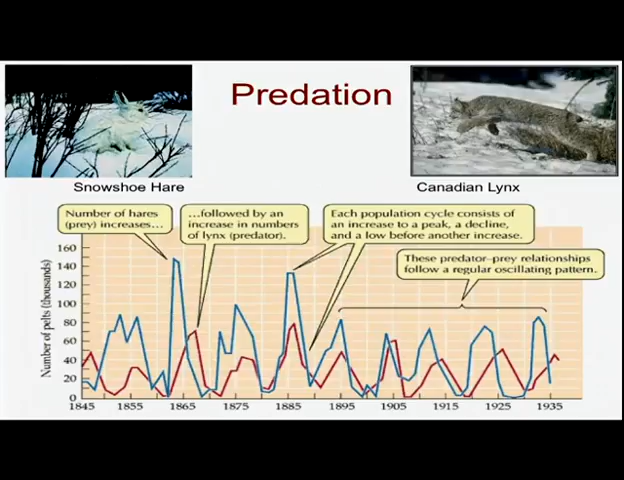 Predation
Snowshoe Hare
Canadian Lynx
Number of hares
(prey) increases…
…followed by an
increase in numbers
of lynx (predator).
Each population cycle consists of
an increase to a peak, a decline,
and a low before another increase.
These predator–prey relationships
follow a regular oscillating pattern.
Number of pelts (thousands)
160
140
120
100
80
60
40
20
0
1845 1855 1865 1875 1885 1895 1905 1915 1925 1935